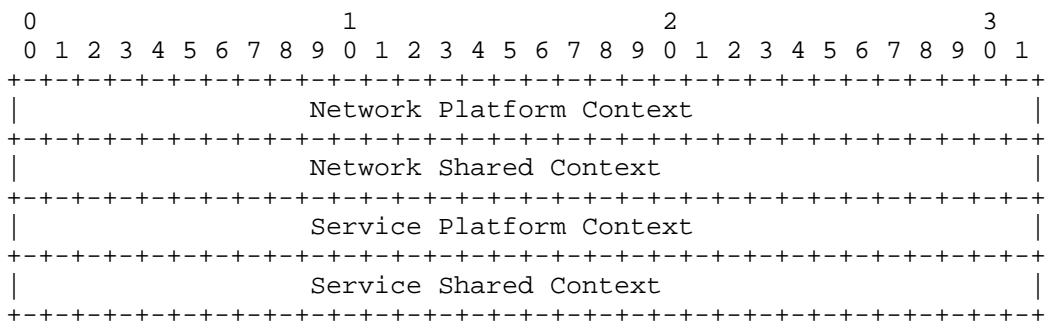 0                   1                   2                   3
 0 1 2 3 4 5 6 7 8 9 0 1 2 3 4 5 6 7 8 9 0 1 2 3 4 5 6 7 8 9 0 1
+-+-+-+-+-+-+-+-+-+-+-+-+-+-+-+-+-+-+-+-+-+-+-+-+-+-+-+-+-+-+-+-+
|                  Network Platform Context                     |
+-+-+-+-+-+-+-+-+-+-+-+-+-+-+-+-+-+-+-+-+-+-+-+-+-+-+-+-+-+-+-+-+
|                  Network Shared Context                       |
+-+-+-+-+-+-+-+-+-+-+-+-+-+-+-+-+-+-+-+-+-+-+-+-+-+-+-+-+-+-+-+-+
|                  Service Platform Context                     |
+-+-+-+-+-+-+-+-+-+-+-+-+-+-+-+-+-+-+-+-+-+-+-+-+-+-+-+-+-+-+-+-+
|                  Service Shared Context                       |
+-+-+-+-+-+-+-+-+-+-+-+-+-+-+-+-+-+-+-+-+-+-+-+-+-+-+-+-+-+-+-+-+